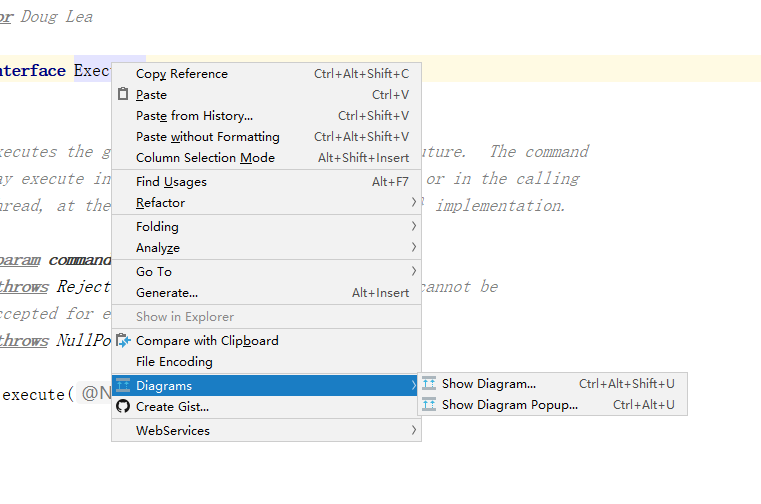 or Doug Lea
nterface Exec
Copy Reference Ctrl+Alt+Shift+C
Paste Ctrl+V
Paste from History... Ctrl+Shift+V
Paste without Formatting Ctrl+Alt+Shift+V
Column Selection Mode Alt+Shift+Insert
Find Usages Alt+F7
Refactor
Folding
Analyze
Go To
Generate... Alt+Insert
Show in Explorer
Compare with Clipboard
File Encoding
Diagrams
Create Gist...
WebServices
Show Diagram... Ctrl+Alt+Shift+U
Show Diagram Popup... Ctrl+Alt+U
xecutes the g uture. The command
ay execute in or in the calling
hread, at the implementation.
param command
throws Reject cannot be
ccepted for e
throws NullPo
execute( @N